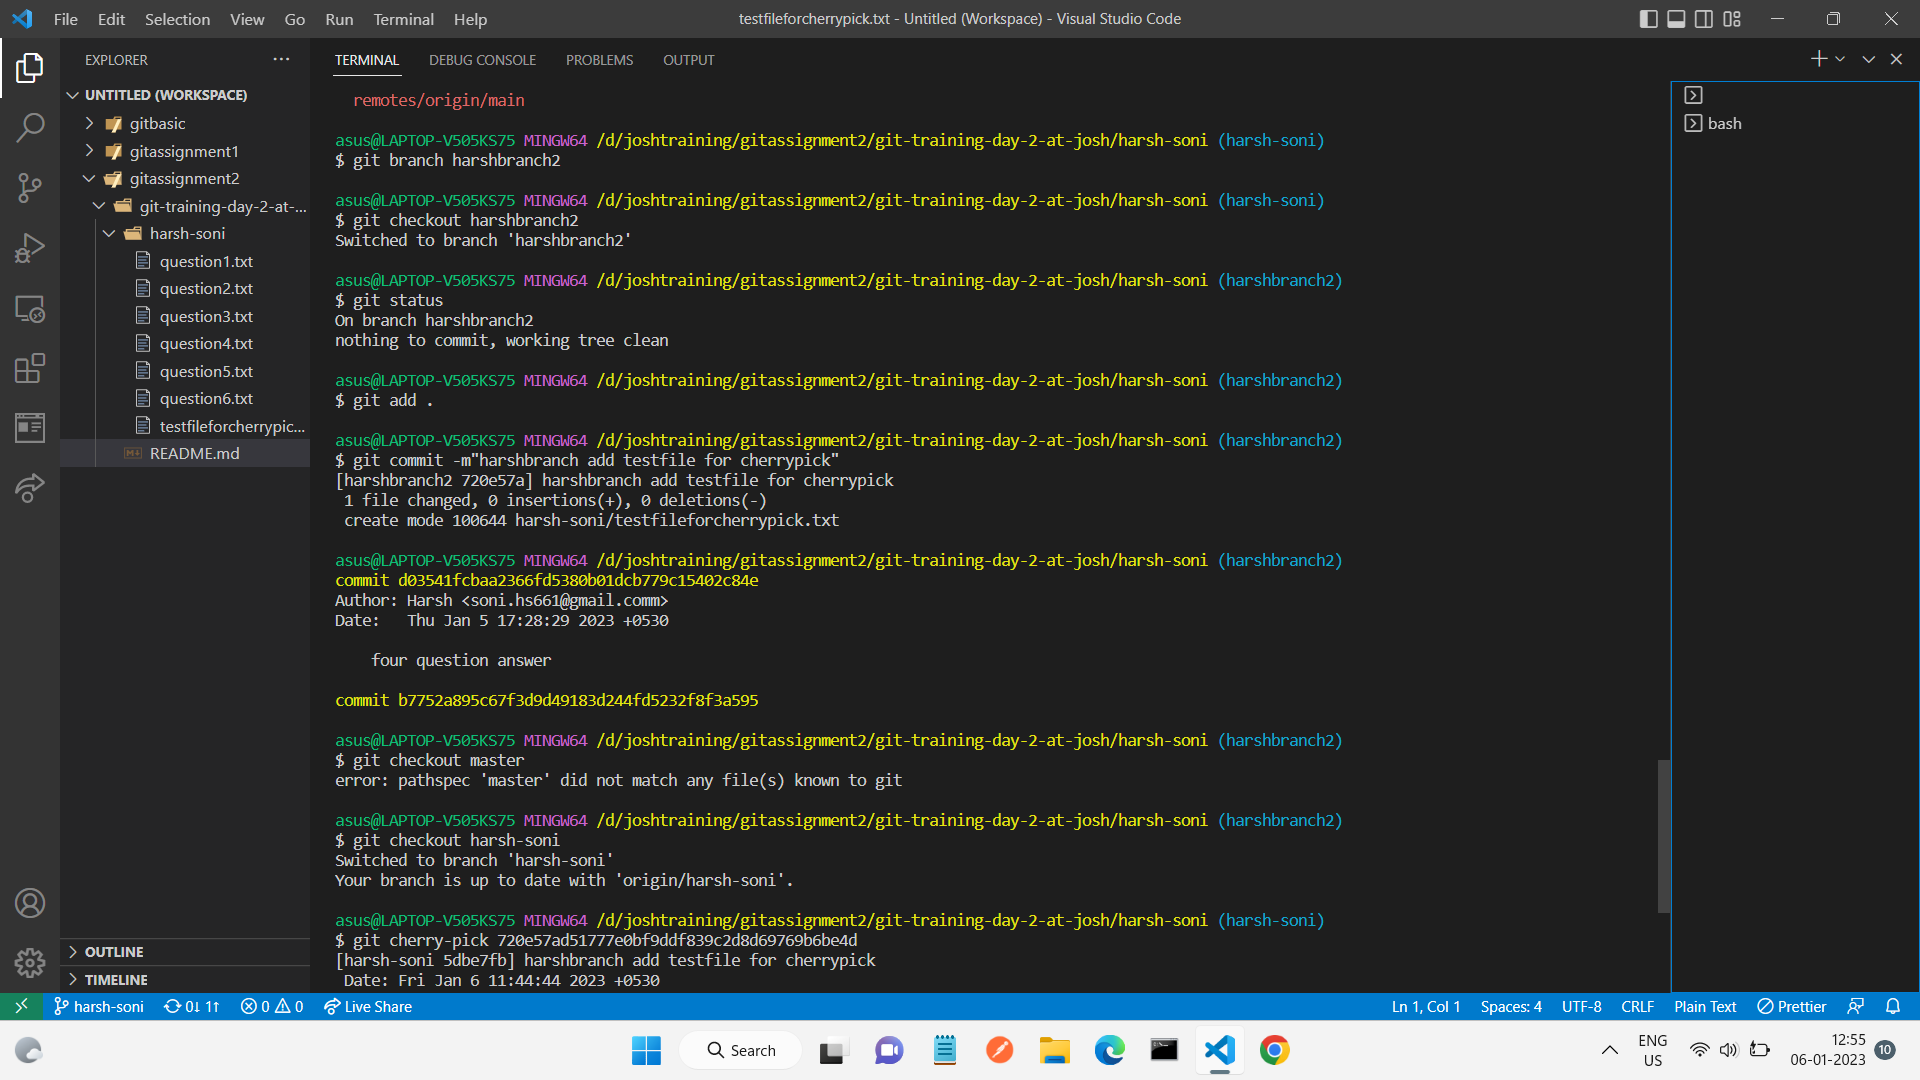 File Edit Selection View Go Run Terminal Help
testfileforcherrypick.txt - Untitled (Workspace) - Visual Studio Code
EXPLORER
UNTITLED (WORKSPACE)
gitbasic
gitassignment1
gitassignment2
git-training-day-2-at-...
harsh-soni
question1.txt
question2.txt
question3.txt
question4.txt
question5.txt
question6.txt
testfileforcherrypic...
README.md
OUTLINE
TIMELINE
TERMINAL DEBUG CONSOLE PROBLEMS OUTPUT
remotes/origin/main
asus@LAPTOP-V505KS75 MINGW64 /d/joshtraining/gitassignment2/git-training-day-2-at-josh/harsh-soni (harsh-soni)
$ git branch harshbranch2
asus@LAPTOP-V505KS75 MINGW64 /d/joshtraining/gitassignment2/git-training-day-2-at-josh/harsh-soni (harsh-soni)
$ git checkout harshbranch2
Switched to branch 'harshbranch2'
asus@LAPTOP-V505KS75 MINGW64 /d/joshtraining/gitassignment2/git-training-day-2-at-josh/harsh-soni (harshbranch2)
$ git status
On branch harshbranch2
nothing to commit, working tree clean
asus@LAPTOP-V505KS75 MINGW64 /d/joshtraining/gitassignment2/git-training-day-2-at-josh/harsh-soni (harshbranch2)
$ git add .
asus@LAPTOP-V505KS75 MINGW64 /d/joshtraining/gitassignment2/git-training-day-2-at-josh/harsh-soni (harshbranch2)
$ git commit -m"harshbranch add testfile for cherrypick"
[harshbranch2 720e57a] harshbranch add testfile for cherrypick
1 file changed, 0 insertions(+), 0 deletions(-)
create mode 100644 harsh-soni/testfileforcherrypick.txt
asus@LAPTOP-V505KS75 MINGW64 /d/joshtraining/gitassignment2/git-training-day-2-at-josh/harsh-soni (harshbranch2)
commit d03541fcbaa2366fd5380b01dcb779c15402c84e
Author: Harsh <soni.hs661@gmail.comm>
Date: Thu Jan 5 17:28:29 2023 +0530
four question answer
commit b7752a895c67f3d9d49183d244fd5232f8f3a595
asus@LAPTOP-V505KS75 MINGW64 /d/joshtraining/gitassignment2/git-training-day-2-at-josh/harsh-soni (harshbranch2)
$ git checkout master
error: pathspec 'master' did not match any file(s) known to git
asus@LAPTOP-V505KS75 MINGW64 /d/joshtraining/gitassignment2/git-training-day-2-at-josh/harsh-soni (harshbranch2)
$ git checkout harsh-soni
Switched to branch 'harsh-soni'
Your branch is up to date with 'origin/harsh-soni'.
asus@LAPTOP-V505KS75 MINGW64 /d/joshtraining/gitassignment2/git-training-day-2-at-josh/harsh-soni (harsh-soni)
$ git cherry-pick 720e57ad51777e0bf9ddf839c2d8d69769b6be4d
[harsh-soni 5dbe7fb] harshbranch add testfile for cherrypick
Date: Fri Jan 6 11:44:44 2023 +0530
bash
harsh-soni 0↓ 1↑ 0 0 Live Share
Ln 1, Col 1 Spaces: 4 UTF-8 CRLF Plain Text Prettier
Search
ENG
US
12:55
06-01-2023
10